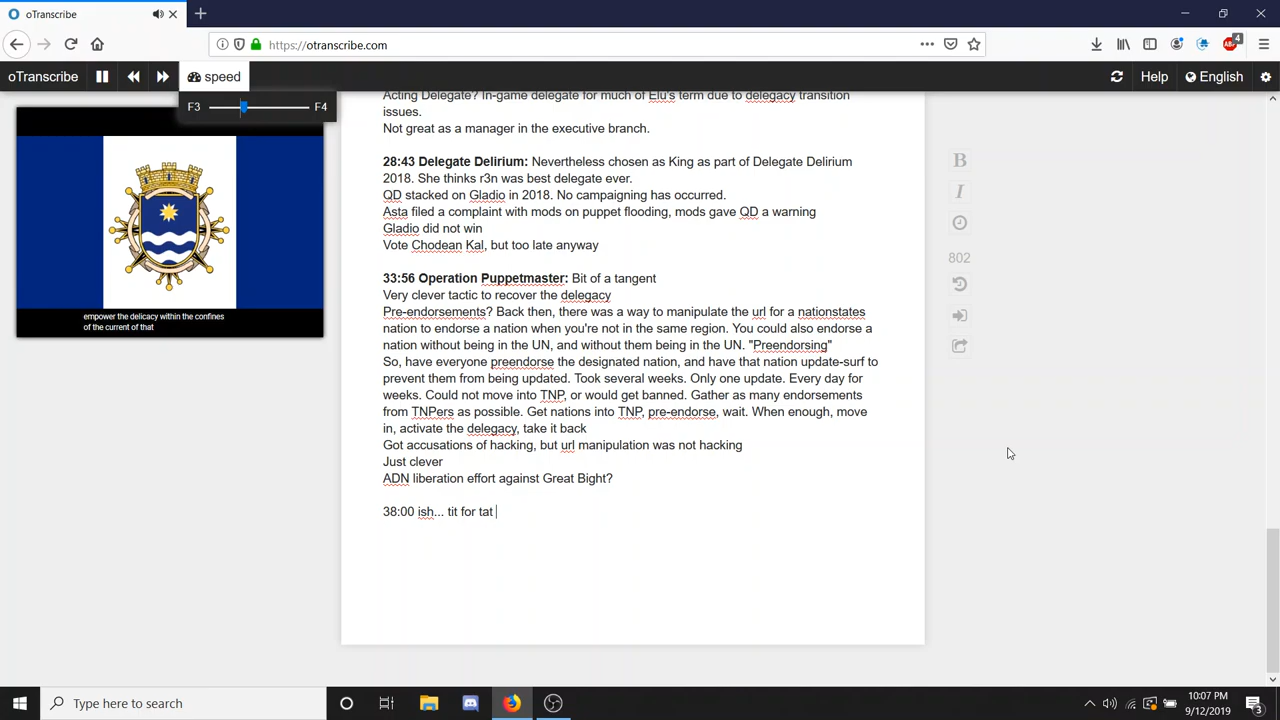 oTranscribe
https://otranscribe.com
4
oTranscribe
speed
Help
English
F3
F4
empower the delicacy within the confines
of the current of that
Acting Delegate? In-game delegate for much of Elu's term due to delegacy transition
issues.
Not great as a manager in the executive branch.
28:43 Delegate Delirium: Nevertheless chosen as King as part of Delegate Delirium
2018. She thinks r3n was best delegate ever.
QD stacked on Gladio in 2018. No campaigning has occurred.
Asta filed a complaint with mods on puppet flooding, mods gave QD a warning
Gladio did not win
Vote Chodean Kal, but too late anyway
33:56 Operation Puppetmaster: Bit of a tangent
Very clever tactic to recover the delegacy
Pre-endorsements? Back then, there was a way to manipulate the url for a nationstates
nation to endorse a nation when you're not in the same region. You could also endorse a
nation without being in the UN, and without them being in the UN. "Preendorsing"
So, have everyone preendorse the designated nation, and have that nation update-surf to
prevent them from being updated. Took several weeks. Only one update. Every day for
weeks. Could not move into TNP, or would get banned. Gather as many endorsements
from TNPers as possible. Get nations into TNP, pre-endorse, wait. When enough, move
in, activate the delegacy, take it back
Got accusations of hacking, but url manipulation was not hacking
Just clever
ADN liberation effort against Great Bight?
38:00 ish... tit for tat
B
I
802
Type here to search
10:07 PM
9/12/2019
3